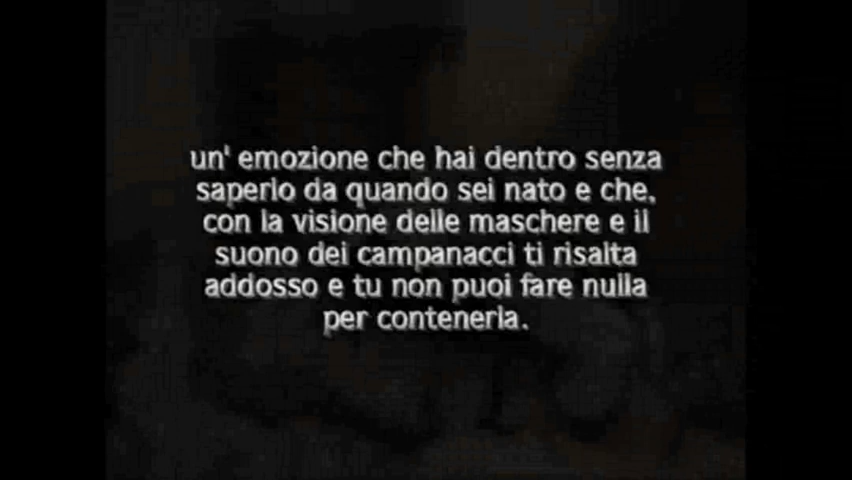 un' emozione che hai dentro senza
saperlo da quando sei nato e che,
con la visione delle maschere e il
suono dei campanacci ti risalta
addosso e tu non puoi fare nulla
per contenerla.